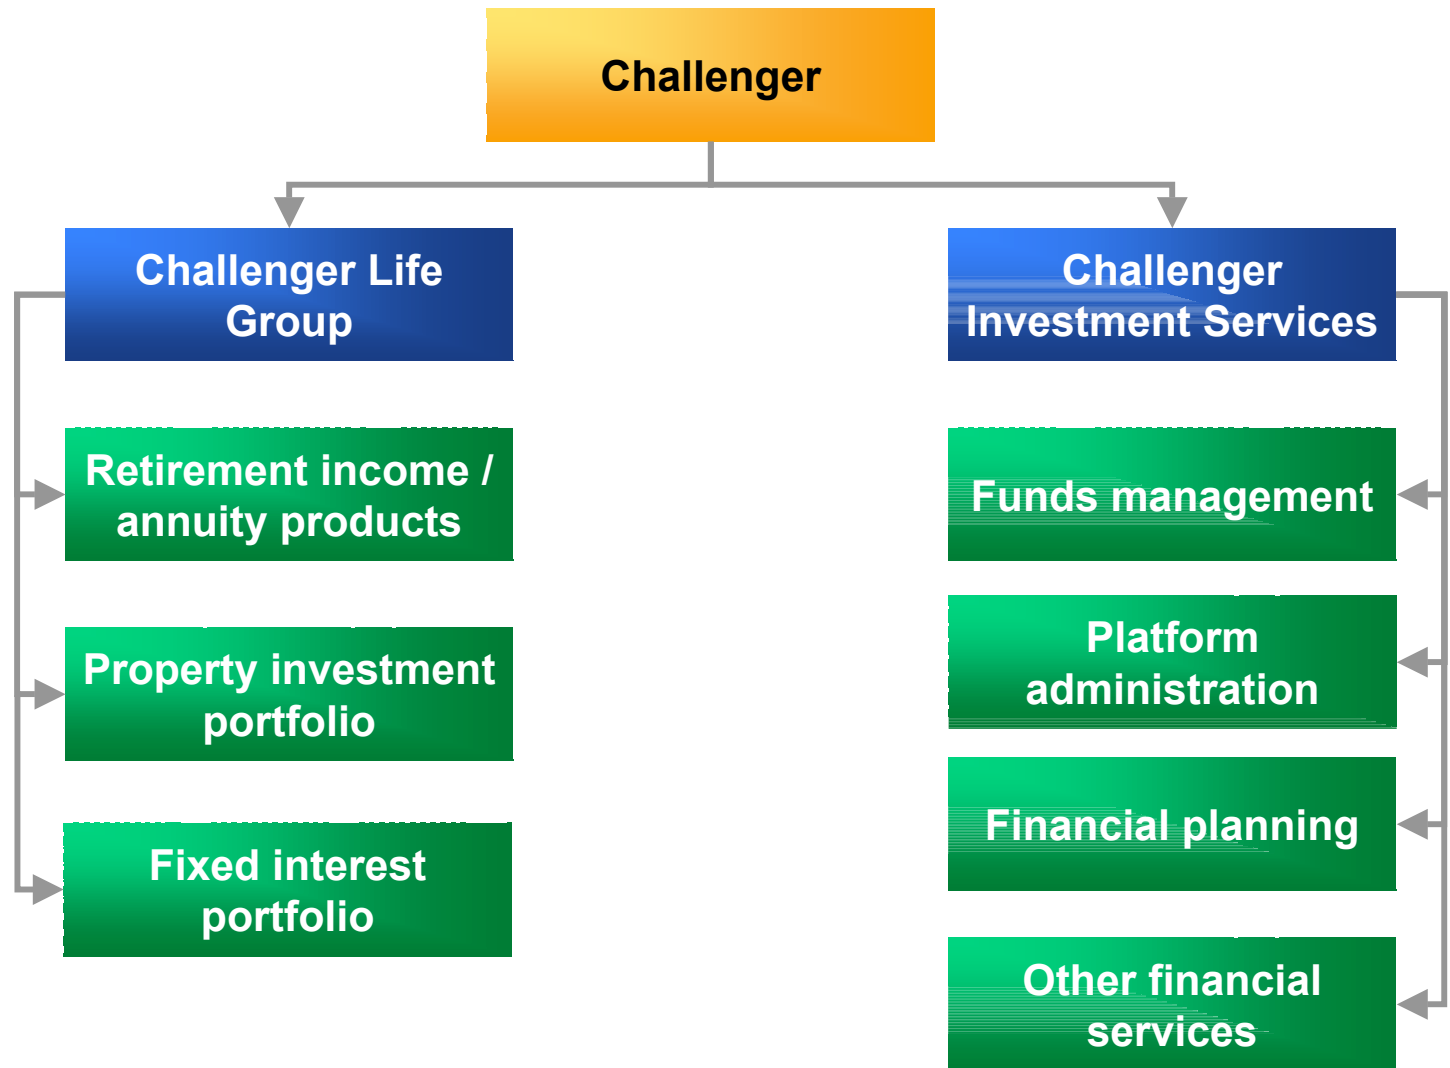 Challenger
Challenger Life
Group
Challenger
Investment Services
Retirement income /
annuity products
Property investment
portfolio
Fixed interest
portfolio
Funds management
Platform
administration
Financial planning
Other financial
services